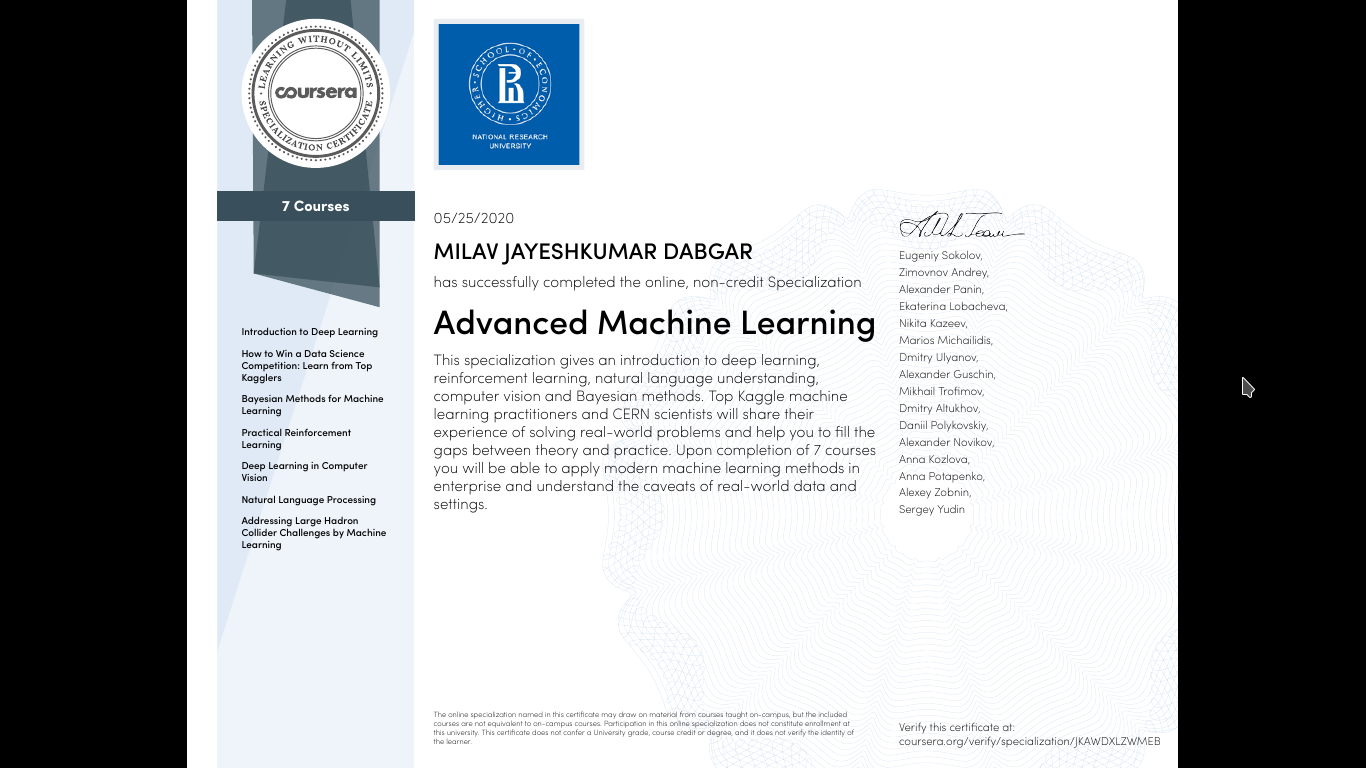 LEARNING WITHOUT LIMITS
coursera
SPECIALIZATION CERTIFICATE
7 Courses
Introduction to Deep Learning
How to Win a Data Science
Competition: Learn from Top
Kagglers
Bayesian Methods for Machine
Learning
Practical Reinforcement
Learning
Deep Learning in Computer
Vision
Natural Language Processing
Addressing Large Hadron
Collider Challenges by Machine
Learning
HIGHER · SCHOOL · OF · ECONOMICS
NATIONAL RESEARCH
UNIVERSITY
05/25/2020
MILAV JAYESHKUMAR DABGAR
has successfully completed the online, non-credit Specialization
Advanced Machine Learning
This specialization gives an introduction to deep learning,
reinforcement learning, natural language understanding,
computer vision and Bayesian methods. Top Kaggle machine
learning practitioners and CERN scientists will share their
experience of solving real-world problems and help you to fill the
gaps between theory and practice. Upon completion of 7 courses
you will be able to apply modern machine learning methods in
enterprise and understand the caveats of real-world data and
settings.
Eugeniy Sokolov,
Zimovnov Andrey,
Alexander Panin,
Ekaterina Lobacheva,
Nikita Kazeev,
Marios Michailidis,
Dmitry Ulyanov,
Alexander Guschin,
Mikhail Trofimov,
Dmitry Altukhov,
Daniil Polykovskiy,
Alexander Novikov,
Anna Kozlova,
Anna Potapenko,
Alexey Zobnin,
Sergey Yudin
The online specialization named in this certificate may draw on material from courses taught on-campus, but the included
courses are not equivalent to on-campus courses. Participation in this online specialization does not constitute enrollment at
this university. This certificate does not confer a University grade, course credit or degree, and it does not verify the identity of
the learner.
Verify this certificate at:
coursera.org/verify/specialization/JKAWDXLZWMEB